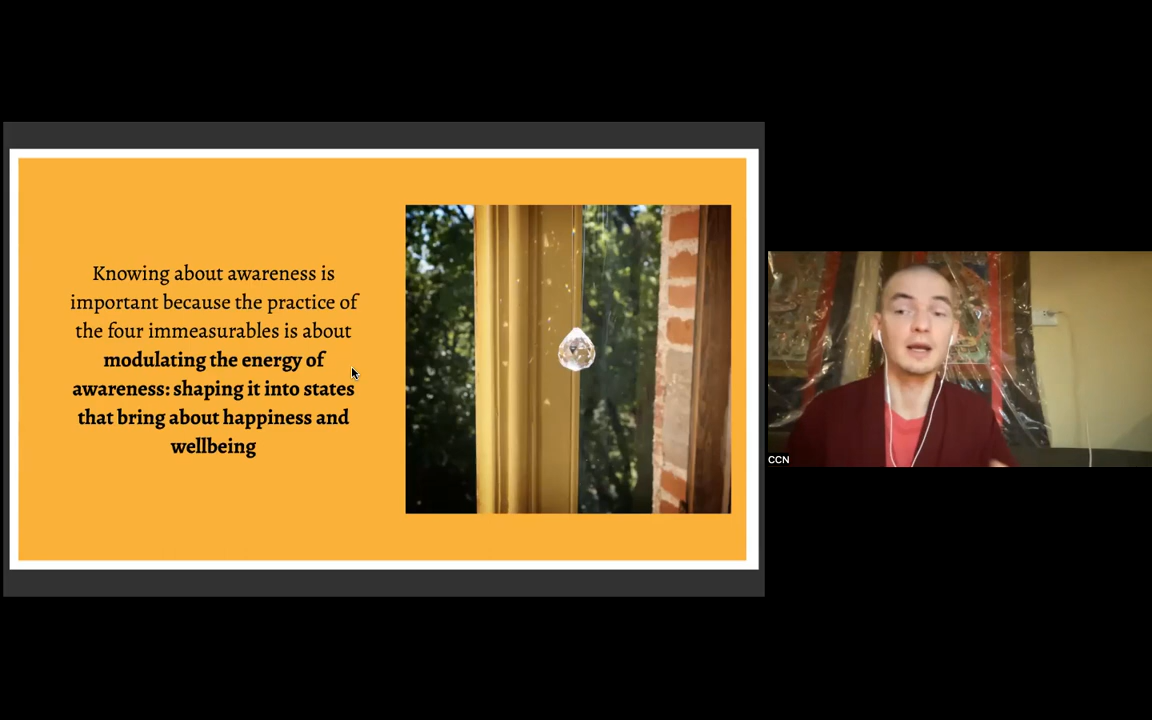 Knowing about awareness is
important because the practice of
the four immeasurables is about
modulating the energy of
awareness: shaping it into states
that bring about happiness and
wellbeing
CCN